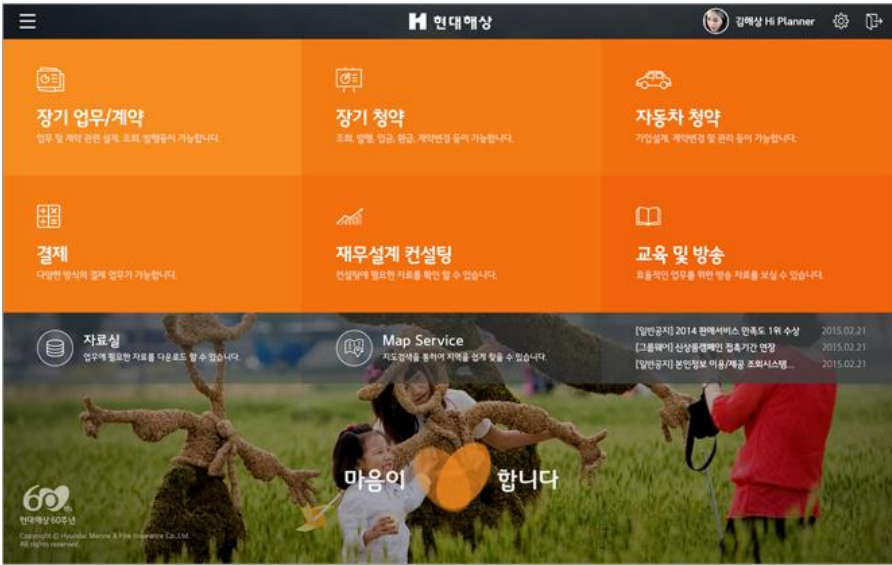 현대해상
김해상 Hi Planner
장기 업무/계약
업무 및 계약 관련 설계, 조회, 발행등이 가능합니다.
장기 청약
조회, 발행, 입금, 환급, 계약변경 등이 가능합니다.
자동차 청약
가입설계, 계약변경 및 관리 등이 가능합니다.
결제
다양한 방식의 결제 업무가 가능합니다.
재무설계 컨설팅
컨설팅에 필요한 자료를 확인 할 수 있습니다.
교육 및 방송
효율적인 업무를 위한 방송 자료를 보실 수 있습니다.
자료실
업무에 필요한 자료를 다운로드 할 수 있습니다.
Map Service
지도검색을 통하여 지역을 쉽게 찾을 수 있습니다.
[일반공지] 2014 판매서비스 만족도 1위 수상 2015.02.21
[그룹웨어] 신상품캠페인 접촉기간 연장 2015.02.21
[일반공지] 본인정보 이용/제공 조회시스템... 2015.02.21
마음이 합니다
60th
현대해상 60주년
Copyright © Hyundai Marine & Fire Insurance Co., Ltd.
All rights reserved.